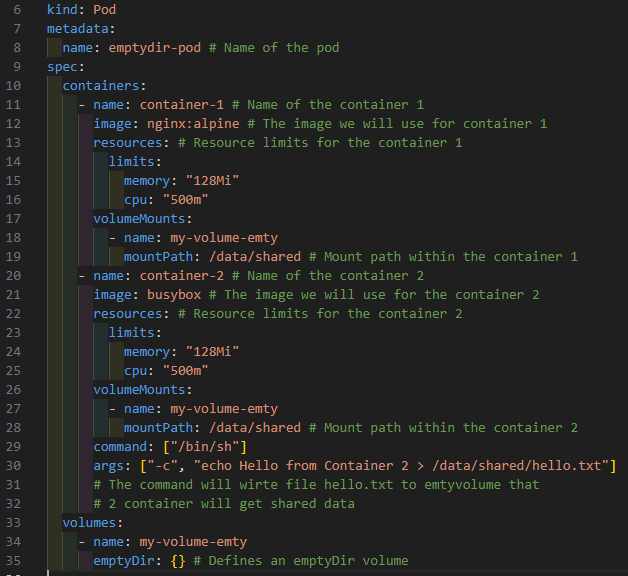 6 kind: Pod
7 metadata:
8   name: emptydir-pod # Name of the pod
9 spec:
10   containers:
11     - name: container-1 # Name of the container 1
12       image: nginx:alpine # The image we will use for container 1
13       resources: # Resource limits for the container 1
14         limits:
15           memory: "128Mi"
16           cpu: "500m"
17       volumeMounts:
18         - name: my-volume-emty
19           mountPath: /data/shared # Mount path within the container 1
20     - name: container-2 # Name of the container 2
21       image: busybox # The image we will use for the container 2
22       resources: # Resource limits for the container 2
23         limits:
24           memory: "128Mi"
25           cpu: "500m"
26       volumeMounts:
27         - name: my-volume-emty
28           mountPath: /data/shared # Mount path within the container 2
29       command: ["/bin/sh"]
30       args: ["-c", "echo Hello from Container 2 > /data/shared/hello.txt"]
31       # The command will wirte file hello.txt to emtyvolume that
32       # 2 container will get shared data
33   volumes:
34     - name: my-volume-emty
35       emptyDir: {} # Defines an emptyDir volume